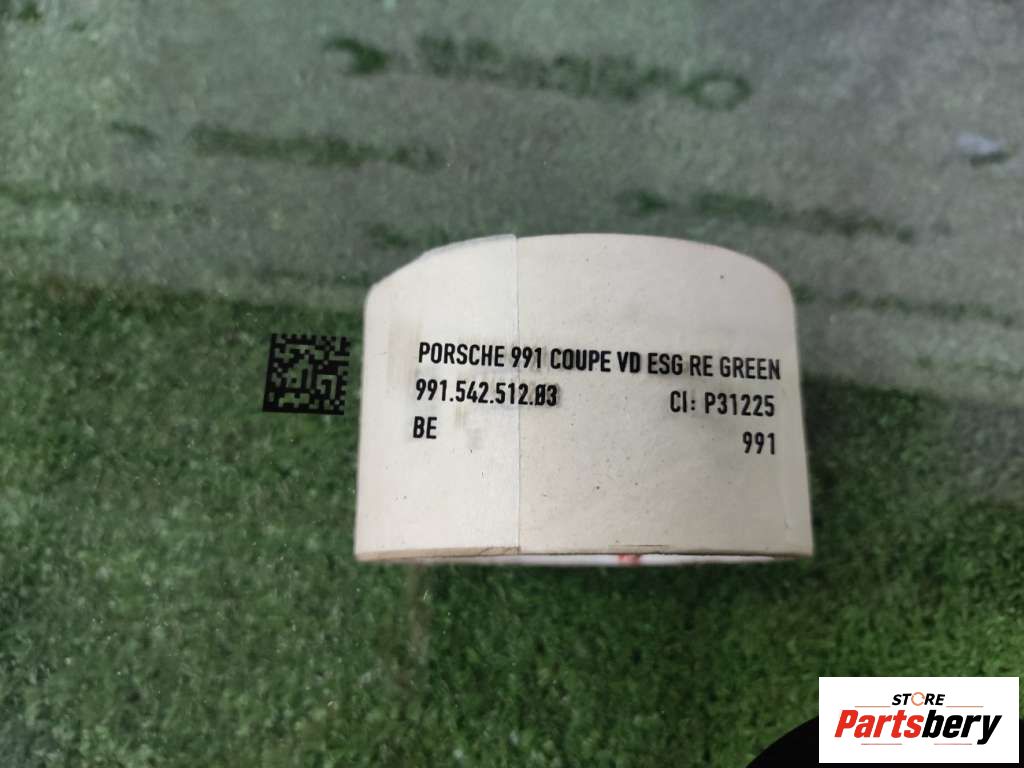 PORSCHE 991 COUPE VD ESG RE GREEN
991.542.512.03 CI: P31225
BE 991
STORE
Partsbery